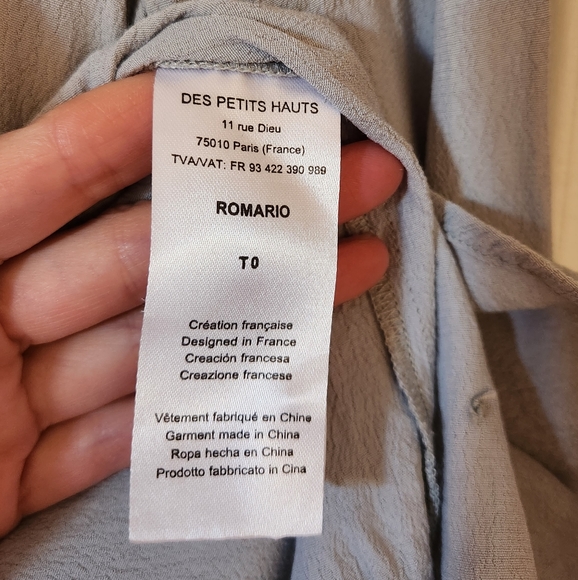 DES PETITS HAUTS
11 rue Dieu
75010 Paris (France)
TVA/VAT: FR 93 422 390 989
ROMARIO
T0
Création française
Designed in France
Creación francesa
Creazione francese
Vêtement fabriqué en Chine
Garment made in China
Ropa hecha en China
Prodotto fabbricato in Cina